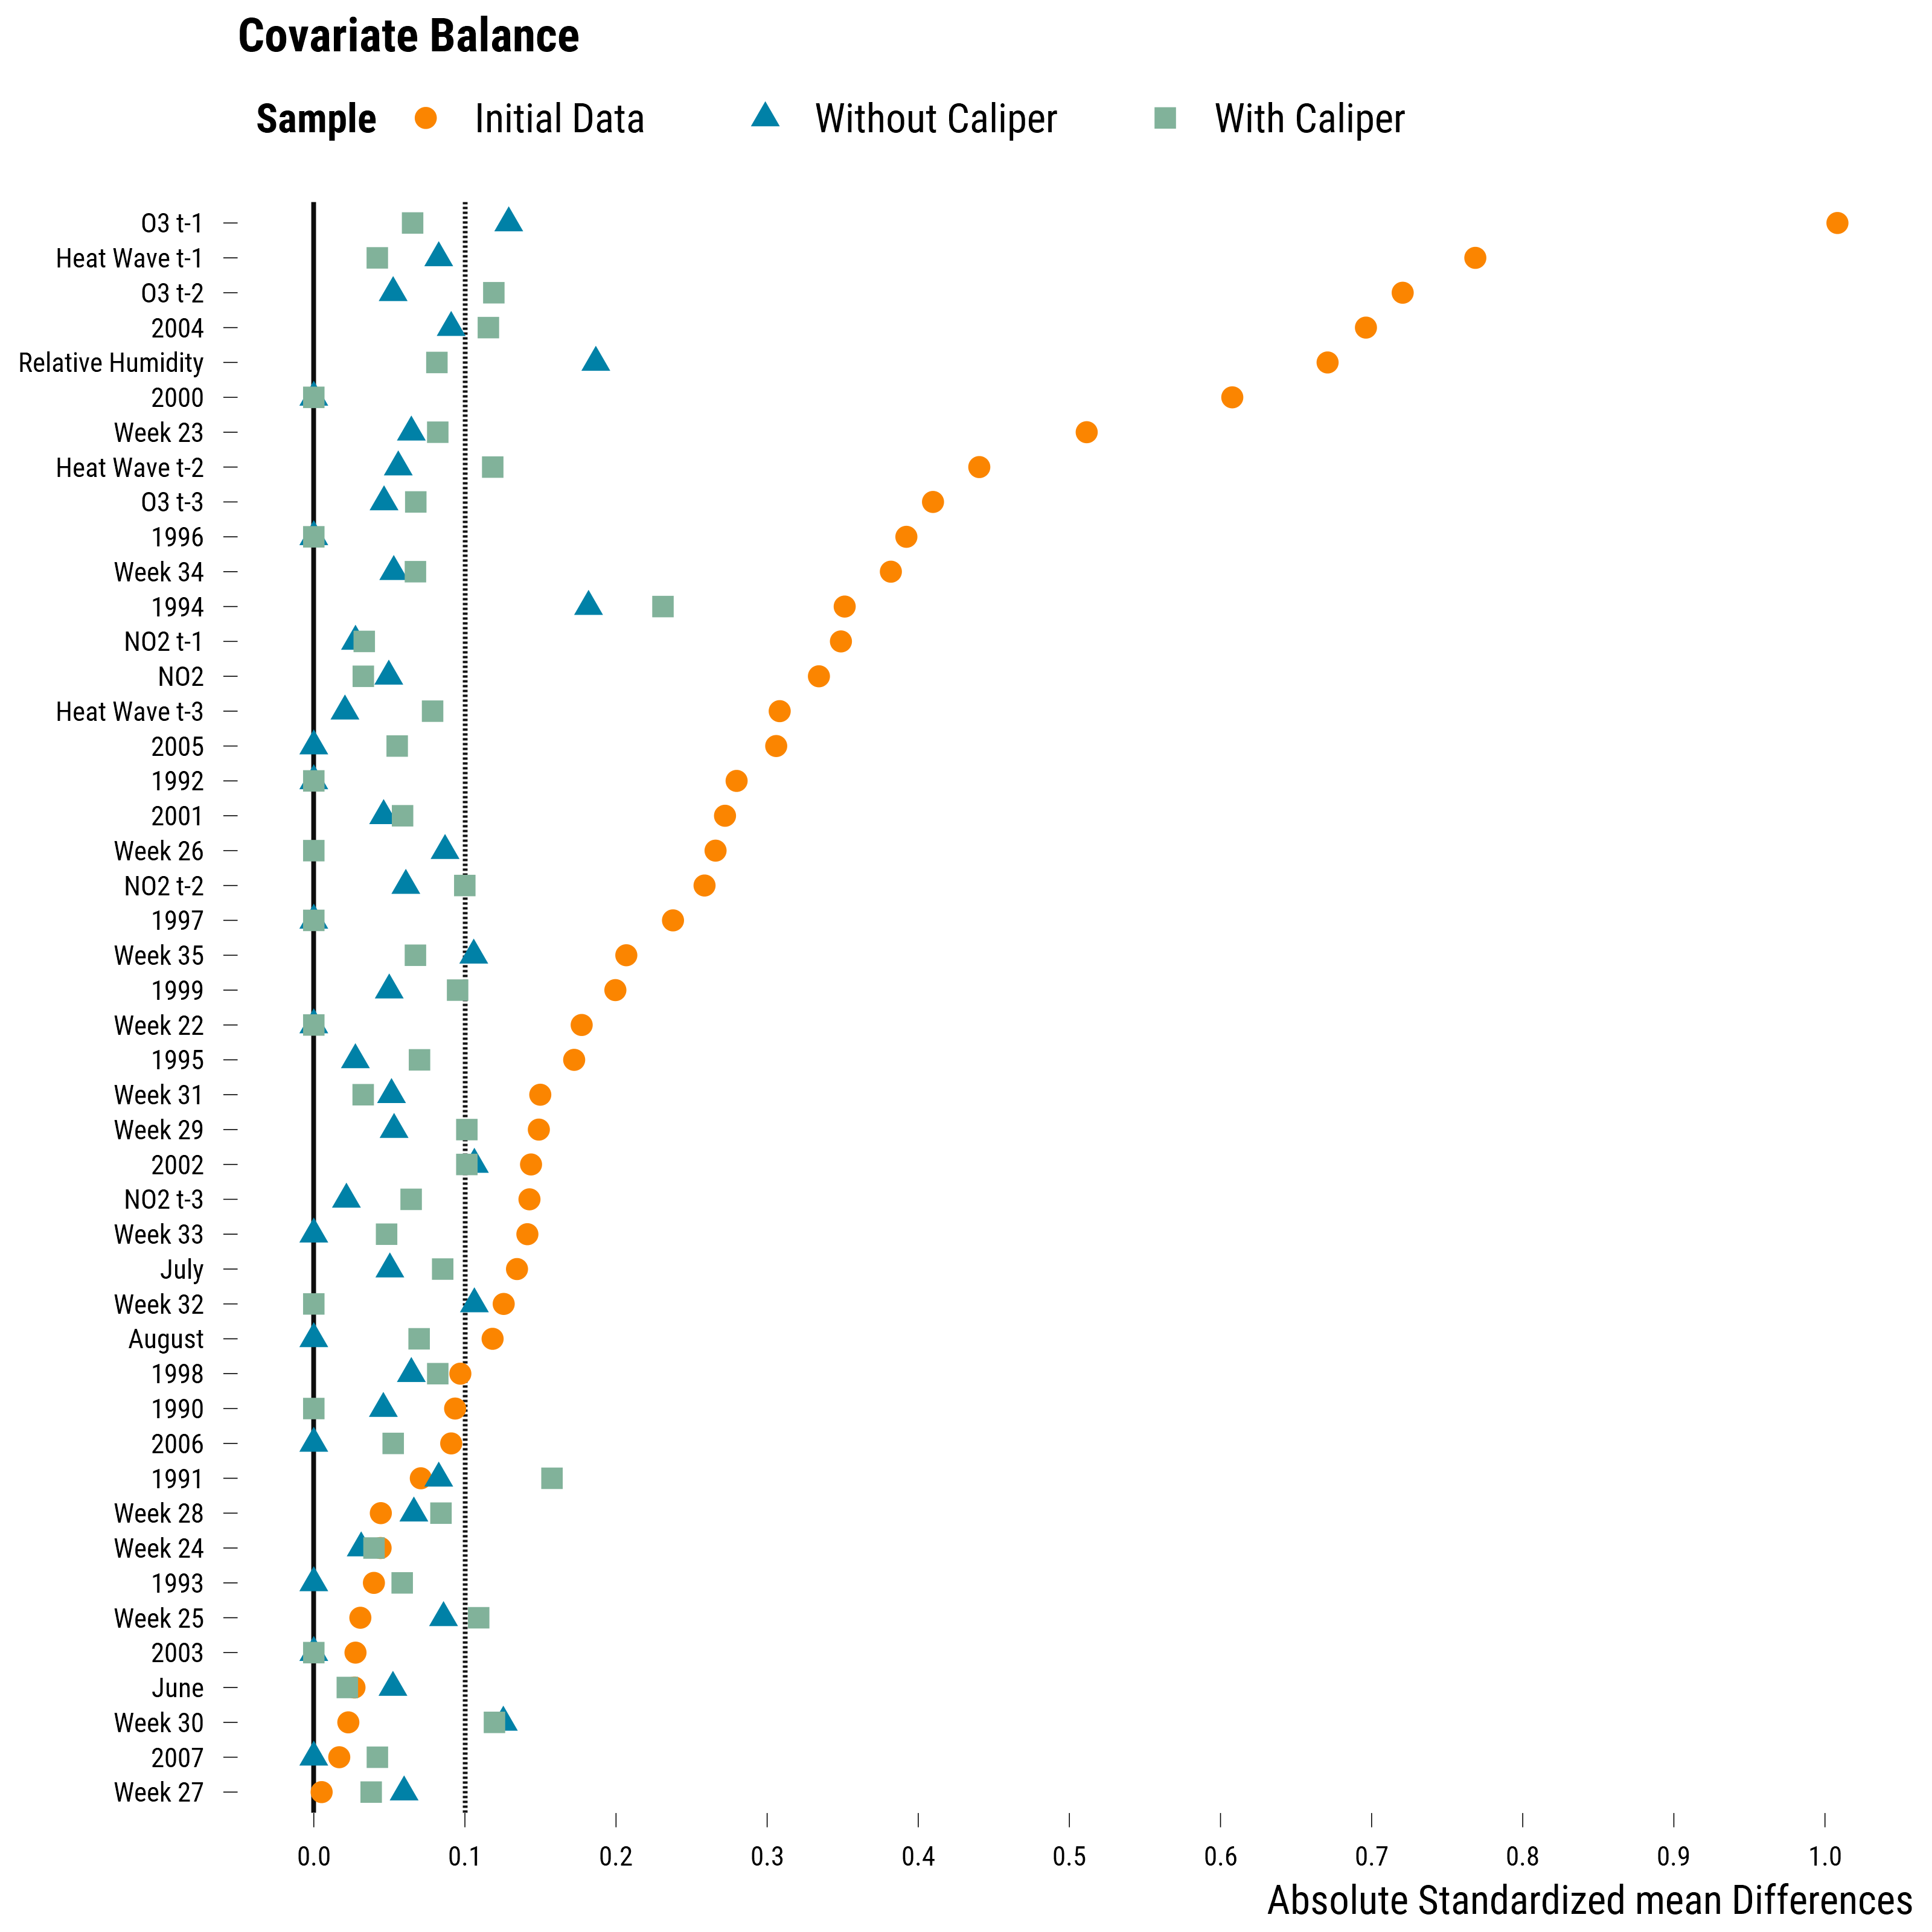 Covariate Balance
Sample Initial Data Without Caliper With Caliper
O3 t-1
Heat Wave t-1
O3 t-2
2004
Relative Humidity
2000
Week 23
Heat Wave t-2
O3 t-3
1996
Week 34
1994
NO2 t-1
NO2
Heat Wave t-3
2005
1992
2001
Week 26
NO2 t-2
1997
Week 35
1999
Week 22
1995
Week 31
Week 29
2002
NO2 t-3
Week 33
July
Week 32
August
1998
1990
2006
1991
Week 28
Week 24
1993
Week 25
2003
June
Week 30
2007
Week 27
0.0 0.1 0.2 0.3 0.4 0.5 0.6 0.7 0.8 0.9 1.0
Absolute Standardized mean Differences